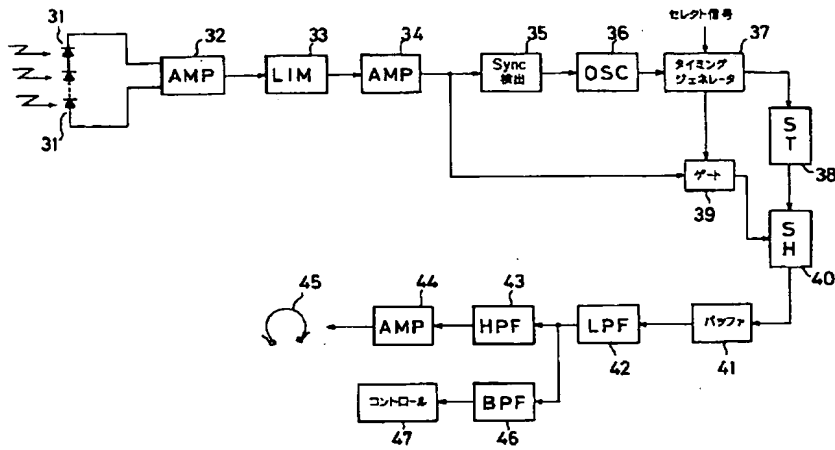 セレクト信号
31
32
33
34
35
36
37
AMP
LIM
AMP
Sync
検出
OSC
タイミング
ジェネレータ
31
S
T
38
ゲート
39
S
H
40
45
44
43
AMP
HPF
LPF
バッファ
42
41
コントロール
BPF
47
46